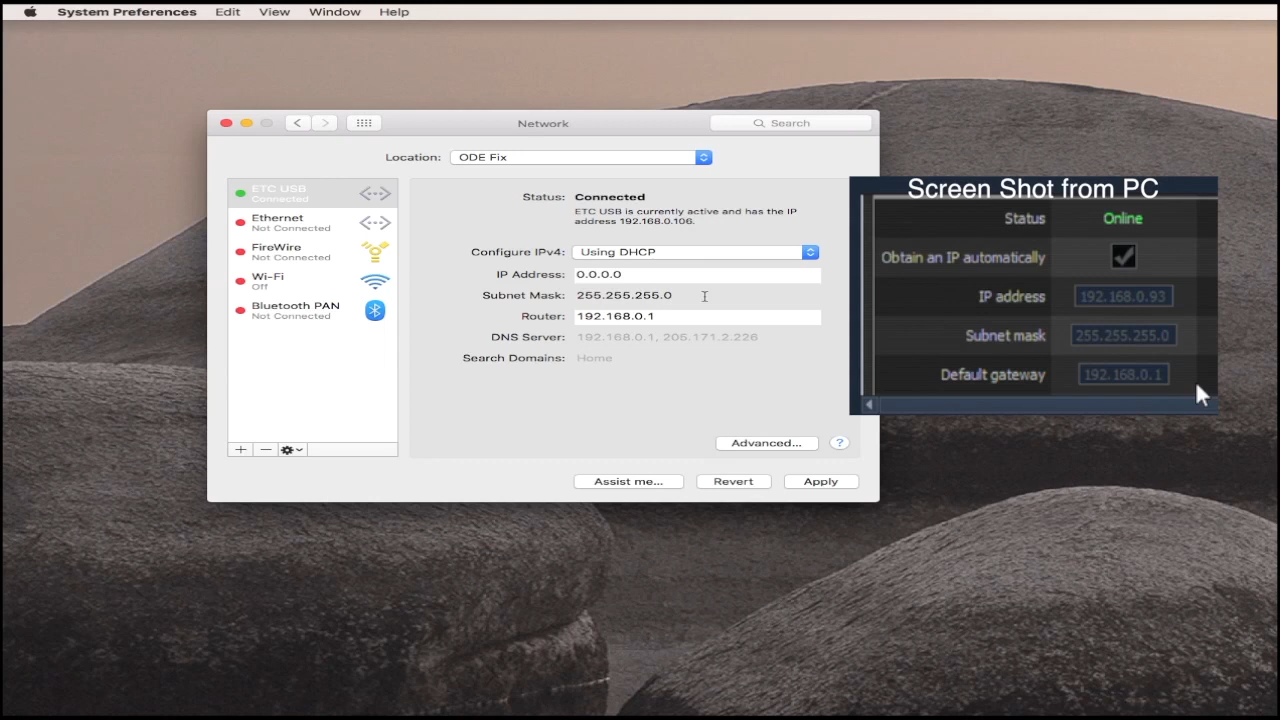 System Preferences Edit View Window Help
Network
Search
Location: ODE Fix
ETC USB
Connected
Ethernet
Not Connected
FireWire
Not Connected
Wi-Fi
Off
Bluetooth PAN
Not Connected
Status: Connected
ETC USB is currently active and has the IP
address 192.168.0.106.
Configure IPv4: Using DHCP
IP Address: 0.0.0.0
Subnet Mask: 255.255.255.0
Router: 192.168.0.1
DNS Server: 192.168.0.1, 205.171.2.226
Search Domains: Home
Advanced... ?
Assist me... Revert Apply
Screen Shot from PC
Status Online
Obtain an IP automatically
IP address 192.168.0.93
Subnet mask 255.255.255.0
Default gateway 192.168.0.1